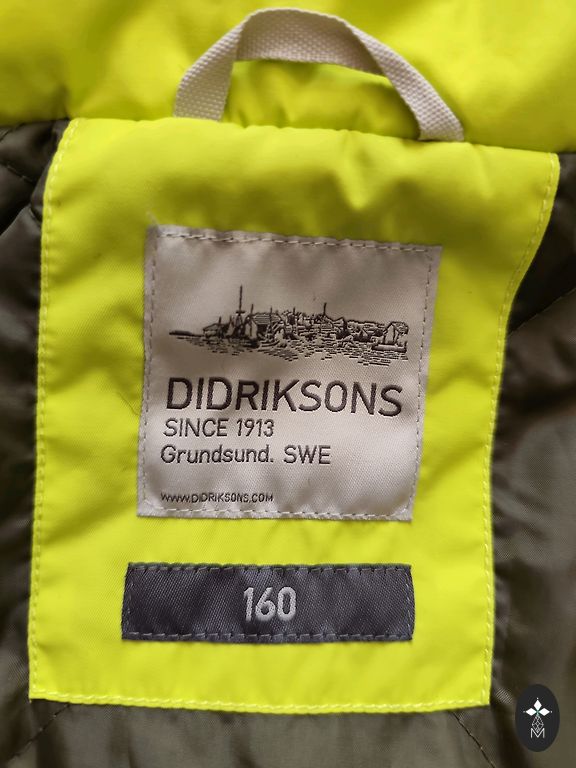 DIDRIKSONS
SINCE 1913
Grundsund. SWE
WWW.DIDRIKSONS.COM
160
M